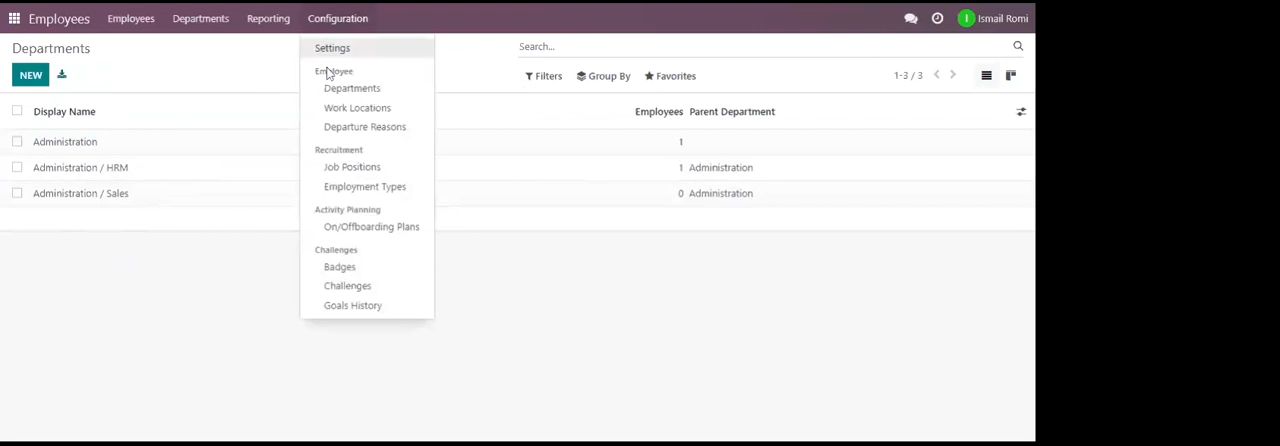 Employees Employees Departments Reporting Configuration I Ismail Romi
Departments Settings Search...
NEW Employee Filters Group By Favorites 1-3 / 3
Departments
Display Name Work Locations Employees Parent Department
Departure Reasons
Administration 1
Recruitment
Administration / HRM Job Positions 1 Administration
Employment Types
Administration / Sales 0 Administration
Activity Planning
On/Offboarding Plans
Challenges
Badges
Challenges
Goals History